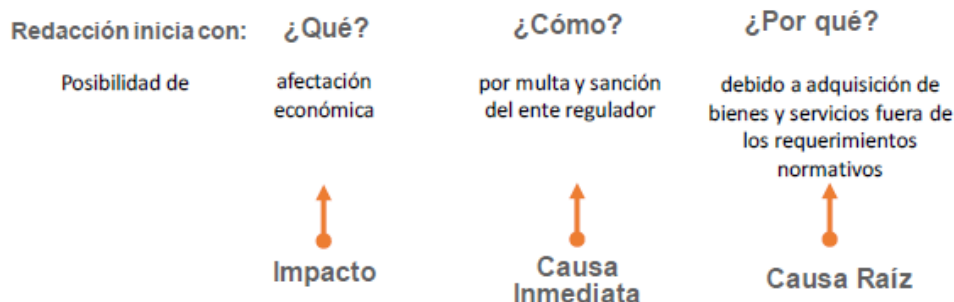 Redacción inicia con:
¿Qué?
¿Cómo?
¿Por qué?
Posibilidad de
afectación
económica
por multa y sanción
del ente regulador
debido a adquisición de
bienes y servicios fuera de
los requerimientos
normativos
Impacto
Causa
Inmediata
Causa Raíz